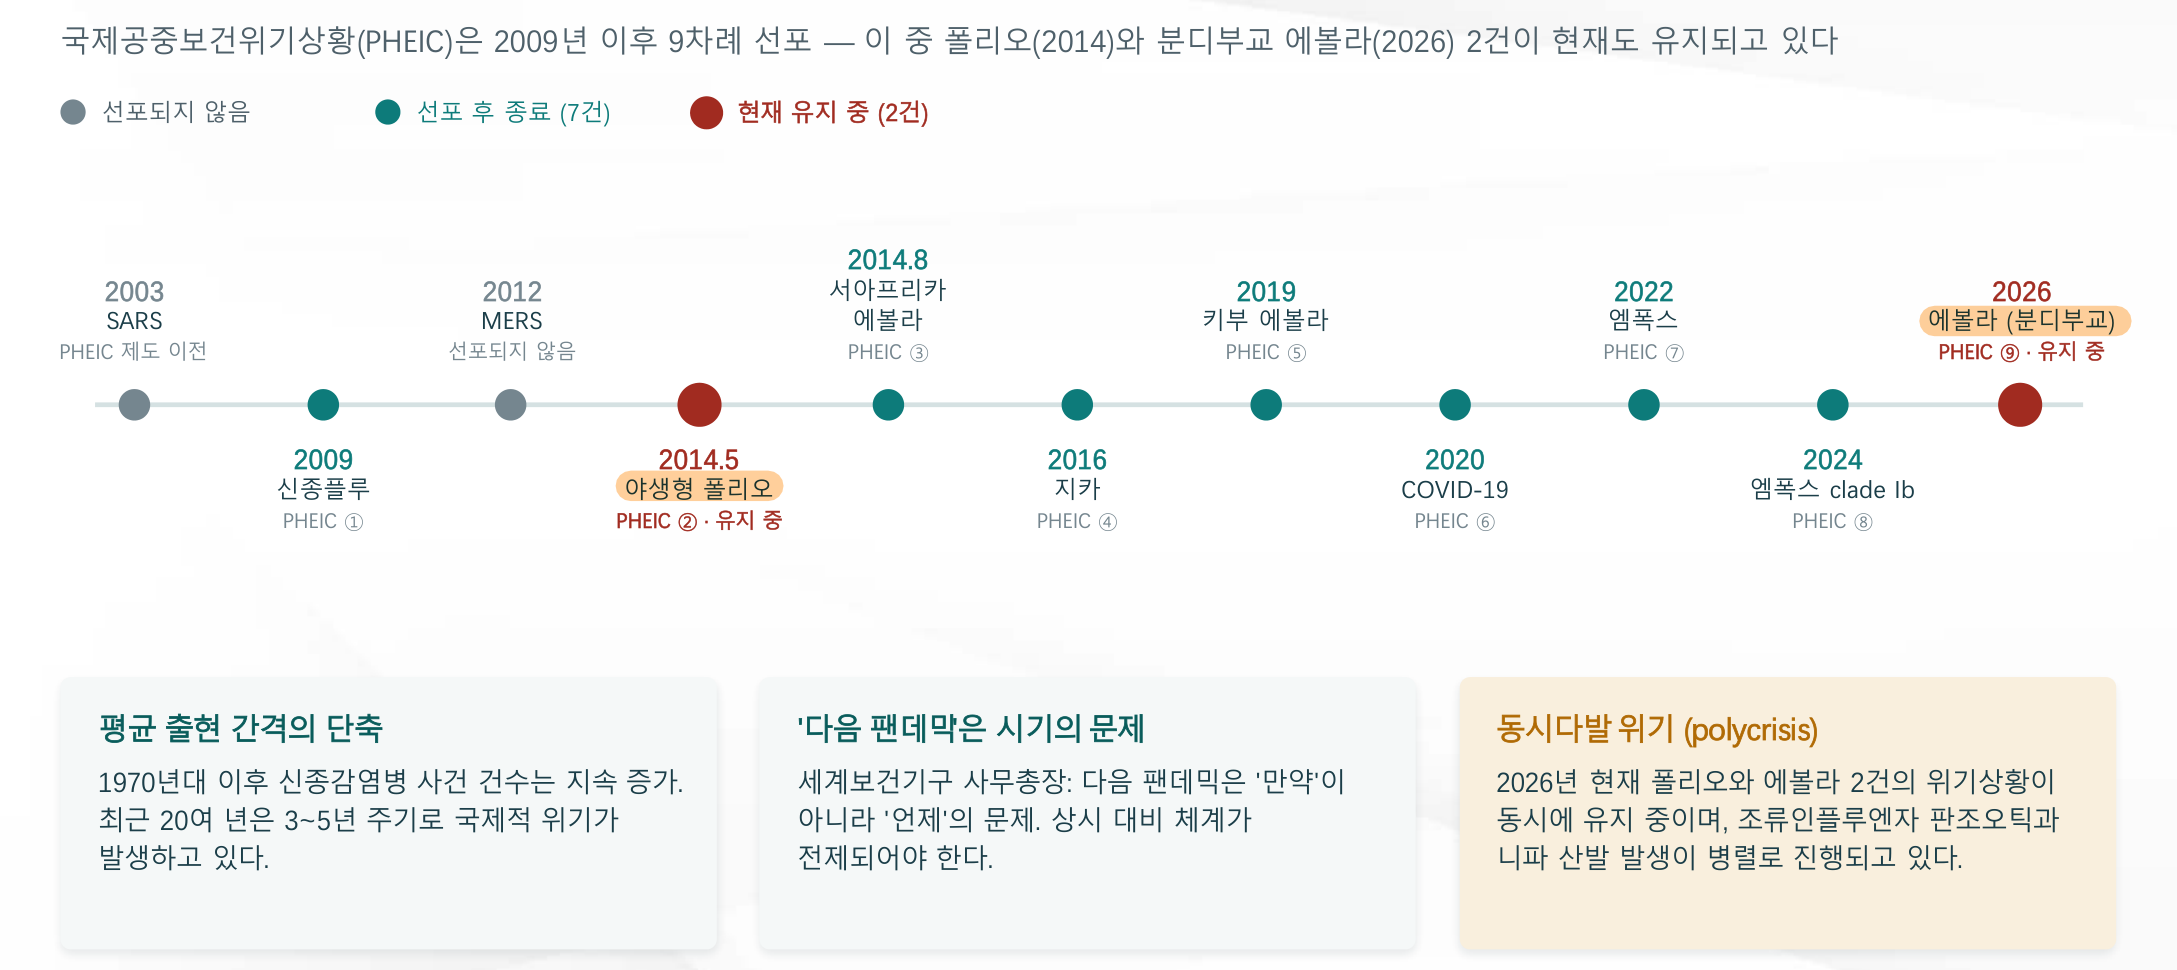 국제공중보건위기상황(PHEIC)은 2009년 이후 9차례 선포 — 이 중 폴리오(2014)와 분디부교 에볼라(2026) 2건이 현재도 유지되고 있다
선포되지 않음
선포 후 종료 (7건)
현재 유지 중 (2건)
2003
SARS
PHEIC 제도 이전
2009
신종플루
PHEIC ①
2012
MERS
선포되지 않음
2014.5
야생형 폴리오
PHEIC ② · 유지 중
2014.8
서아프리카
에볼라
PHEIC ③
2016
지카
PHEIC ④
2019
키부 에볼라
PHEIC ⑤
2020
COVID-19
PHEIC ⑥
2022
엠폭스
PHEIC ⑦
2024
엠폭스 clade Ib
PHEIC ⑧
2026
에볼라 (분디부교)
PHEIC ⑨ · 유지 중
평균 출현 간격의 단축
1970년대 이후 신종감염병 사건 건수는 지속 증가.
최근 20여 년은 3~5년 주기로 국제적 위기가
발생하고 있다.
'다음 팬데믹'은 시기의 문제
세계보건기구 사무총장: 다음 팬데믹은 '만약'이
아니라 '언제'의 문제. 상시 대비 체계가
전제되어야 한다.
동시다발 위기 (polycrisis)
2026년 현재 폴리오와 에볼라 2건의 위기상황이
동시에 유지 중이며, 조류인플루엔자 판조오틱과
니파 산발 발생이 병렬로 진행되고 있다.